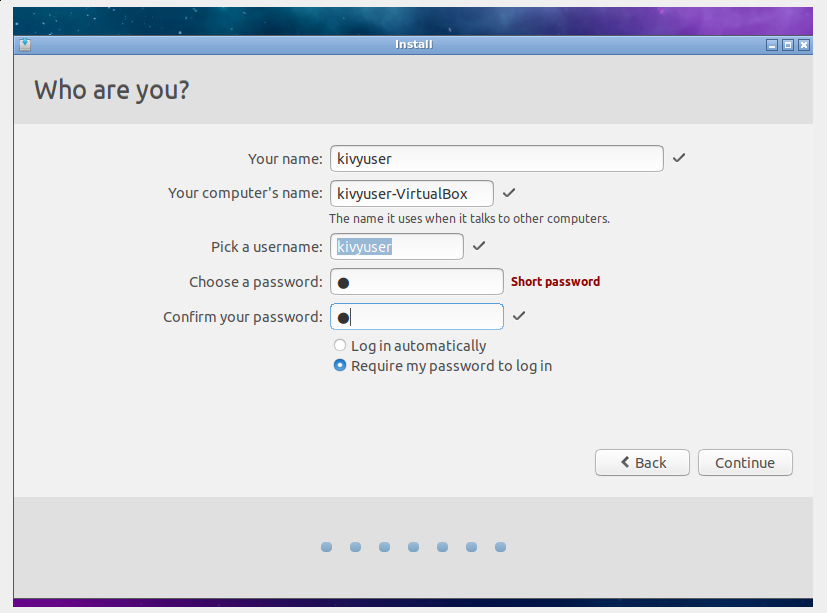 Install
Who are you?
Your name: kivyuser
Your computer's name: kivyuser-VirtualBox
The name it uses when it talks to other computers.
Pick a username: kivyuser
Choose a password: ● Short password
Confirm your password: ●
Log in automatically
Require my password to log in
Back Continue